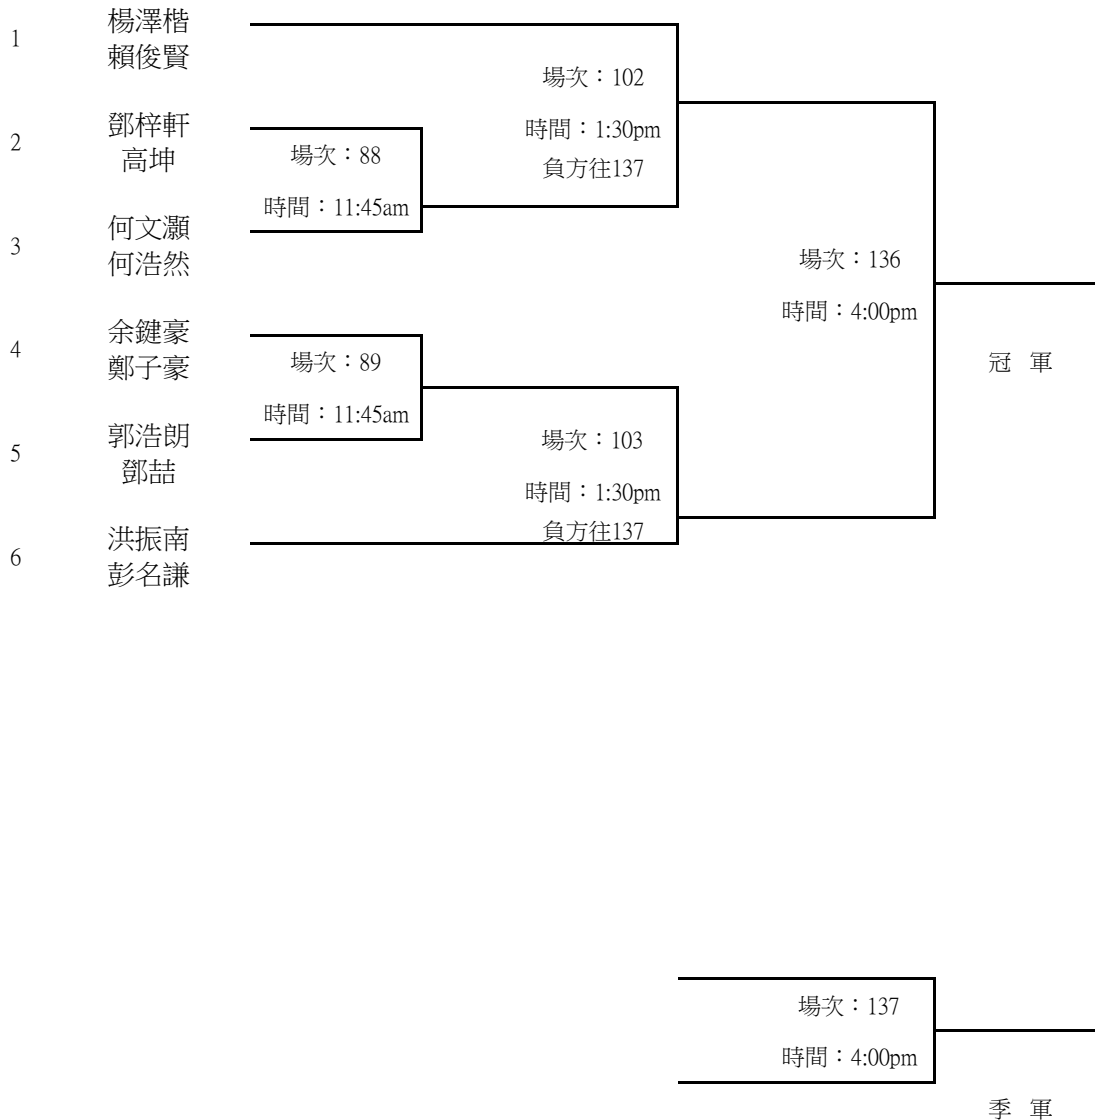 1
楊澤楷
賴俊賢
場次：102
時間：1:30pm
負方往137
2
鄧梓軒
高坤
場次：88
時間：11:45am
3
何文灝
何浩然
場次：136
時間：4:00pm
冠 軍
4
余鍵豪
鄭子豪
場次：89
時間：11:45am
5
郭浩朗
鄧喆
場次：103
時間：1:30pm
負方往137
6
洪振南
彭名謙
場次：137
時間：4:00pm
季 軍